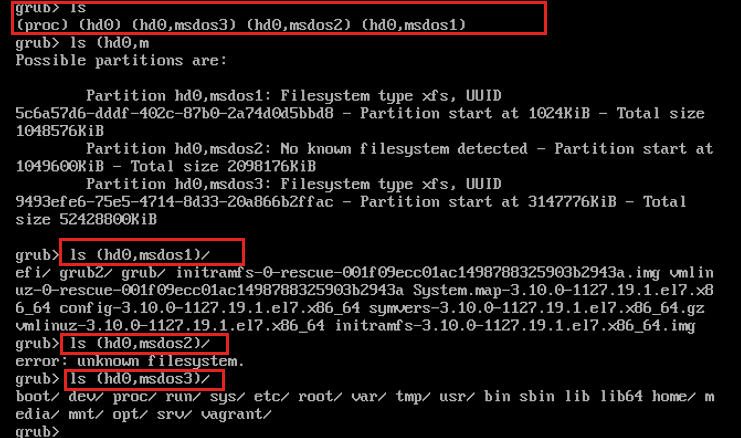 grub> ls
(proc) (hd0) (hd0,msdos3) (hd0,msdos2) (hd0,msdos1)
grub> ls (hd0,m
Possible partitions are:
Partition hd0,msdos1: Filesystem type xfs, UUID
5c6a57d6-dddf-402c-87b0-2a74d0d5bbd8 - Partition start at 1024KiB - Total size
1048576KiB
Partition hd0,msdos2: No known filesystem detected - Partition start at
1049600KiB - Total size 2098176KiB
Partition hd0,msdos3: Filesystem type xfs, UUID
9493efe6-75e5-4714-8d33-20a866b2ffac - Partition start at 3147776KiB - Total
size 52428800KiB
grub> ls (hd0,msdos1)/
efi/ grub2/ grub/ initramfs-0-rescue-001f09ecc01ac1498788325903b2943a.img vmlin
uz-0-rescue-001f09ecc01ac1498788325903b2943a System.map-3.10.0-1127.19.1.el7.x8
6_64 config-3.10.0-1127.19.1.el7.x86_64 symvers-3.10.0-1127.19.1.el7.x86_64.gz
vmlinuz-3.10.0-1127.19.1.el7.x86_64 initramfs-3.10.0-1127.19.1.el7.x86_64.img
grub> ls (hd0,msdos2)/
error: unknown filesystem.
grub> ls (hd0,msdos3)/
boot/ dev/ proc/ run/ sys/ etc/ root/ var/ tmp/ usr/ bin sbin lib lib64 home/ m
edia/ mnt/ opt/ srv/ vagrant/
grub>